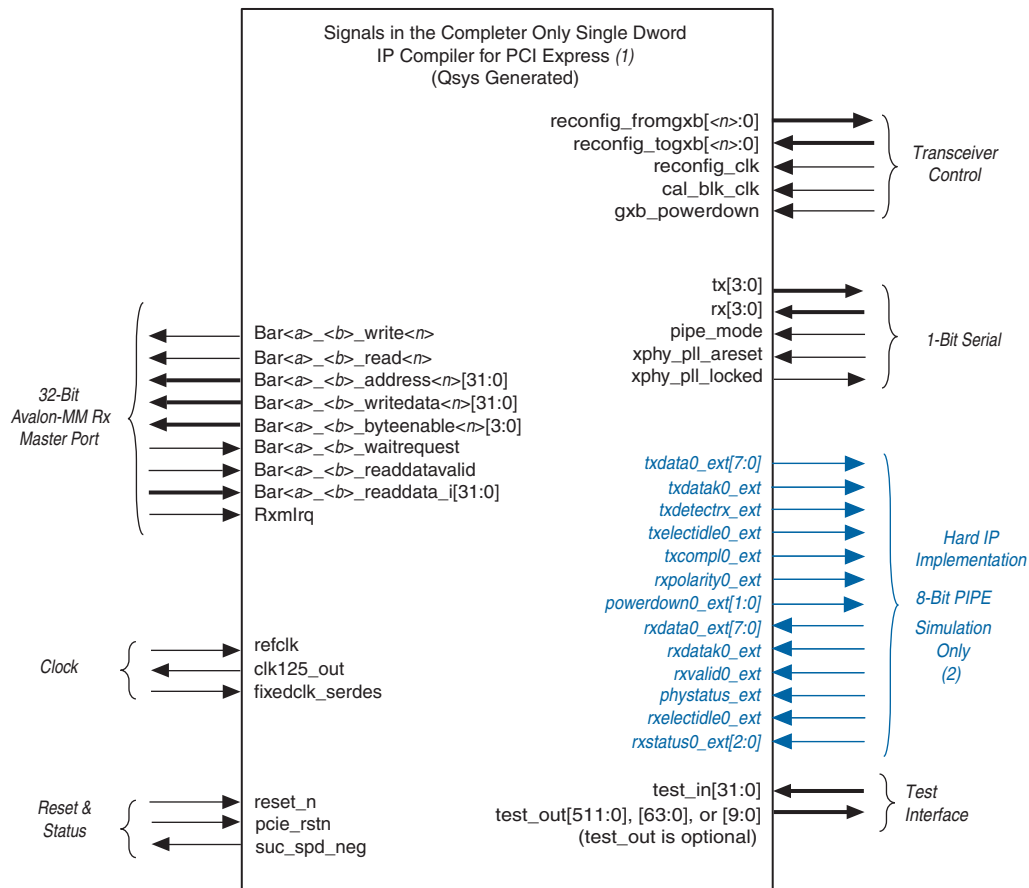 Signals in the Completer Only Single Dword
IP Compiler for PCI Express (1)
(Qsys Generated)
reconfig_fromgxb[<n>:0]
reconfig_togxb[<n>:0]
reconfig_clk
cal_blk_clk
gxb_powerdown
Transceiver
Control
tx[3:0]
rx[3:0]
pipe_mode
xphy_pll_areset
xphy_pll_locked
1-Bit Serial
32-Bit
Avalon-MM Rx
Master Port
Bar<a>_<b>_write<n>
Bar<a>_<b>_read<n>
Bar<a>_<b>_address<n>[31:0]
Bar<a>_<b>_writedata<n>[31:0]
Bar<a>_<b>_byteenable<n>[3:0]
Bar<a>_<b>_waitrequest
Bar<a>_<b>_readdatavalid
Bar<a>_<b>_readdata_i[31:0]
RxmIrq
txdata0_ext[7:0]
txdatak0_ext
txdetectrx_ext
txelectidle0_ext
txcompl0_ext
rxpolarity0_ext
powerdown0_ext[1:0]
rxdata0_ext[7:0]
rxdatak0_ext
rxvalid0_ext
phystatus_ext
rxelectidle0_ext
rxstatus0_ext[2:0]
Hard IP
Implementation
8-Bit PIPE
Simulation
Only
(2)
Clock
refclk
clk125_out
fixedclk_serdes
Reset &
Status
reset_n
pcie_rstn
suc_spd_neg
test_in[31:0]
test_out[511:0], [63:0], or [9:0]
(test_out is optional)
Test
Interface